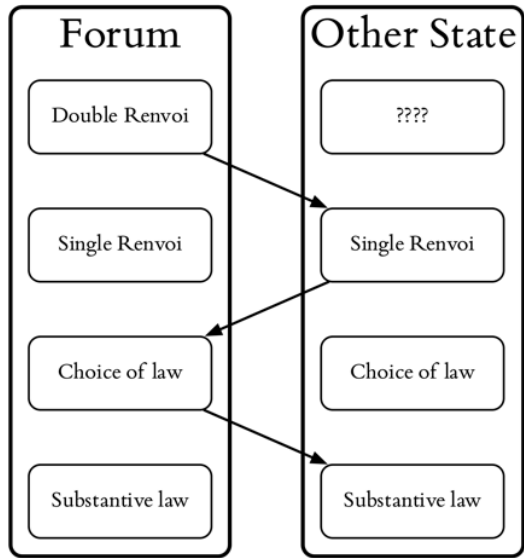 Forum
Other State
Double Renvoi
????
Single Renvoi
Single Renvoi
Choice of law
Choice of law
Substantive law
Substantive law